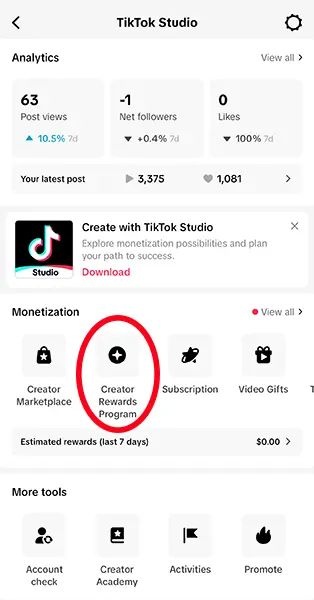 TikTok Studio
Analytics
View all >
63
-1
0
Post views
Net followers
Likes
▲ 10.5% 7d
▼ +0.4% 7d
▼ 100% 7d
Your latest post
3,375
1,081
Create with TikTok Studio
Explore monetization possibilities and plan
your path to success.
Download
Studio
Monetization
View all >
Creator
Marketplace
Creator
Rewards
Program
Subscription
Video Gifts
T
Estimated rewards (last 7 days)
$0.00 >
More tools
Account
check
Creator
Academy
Activities
Promote